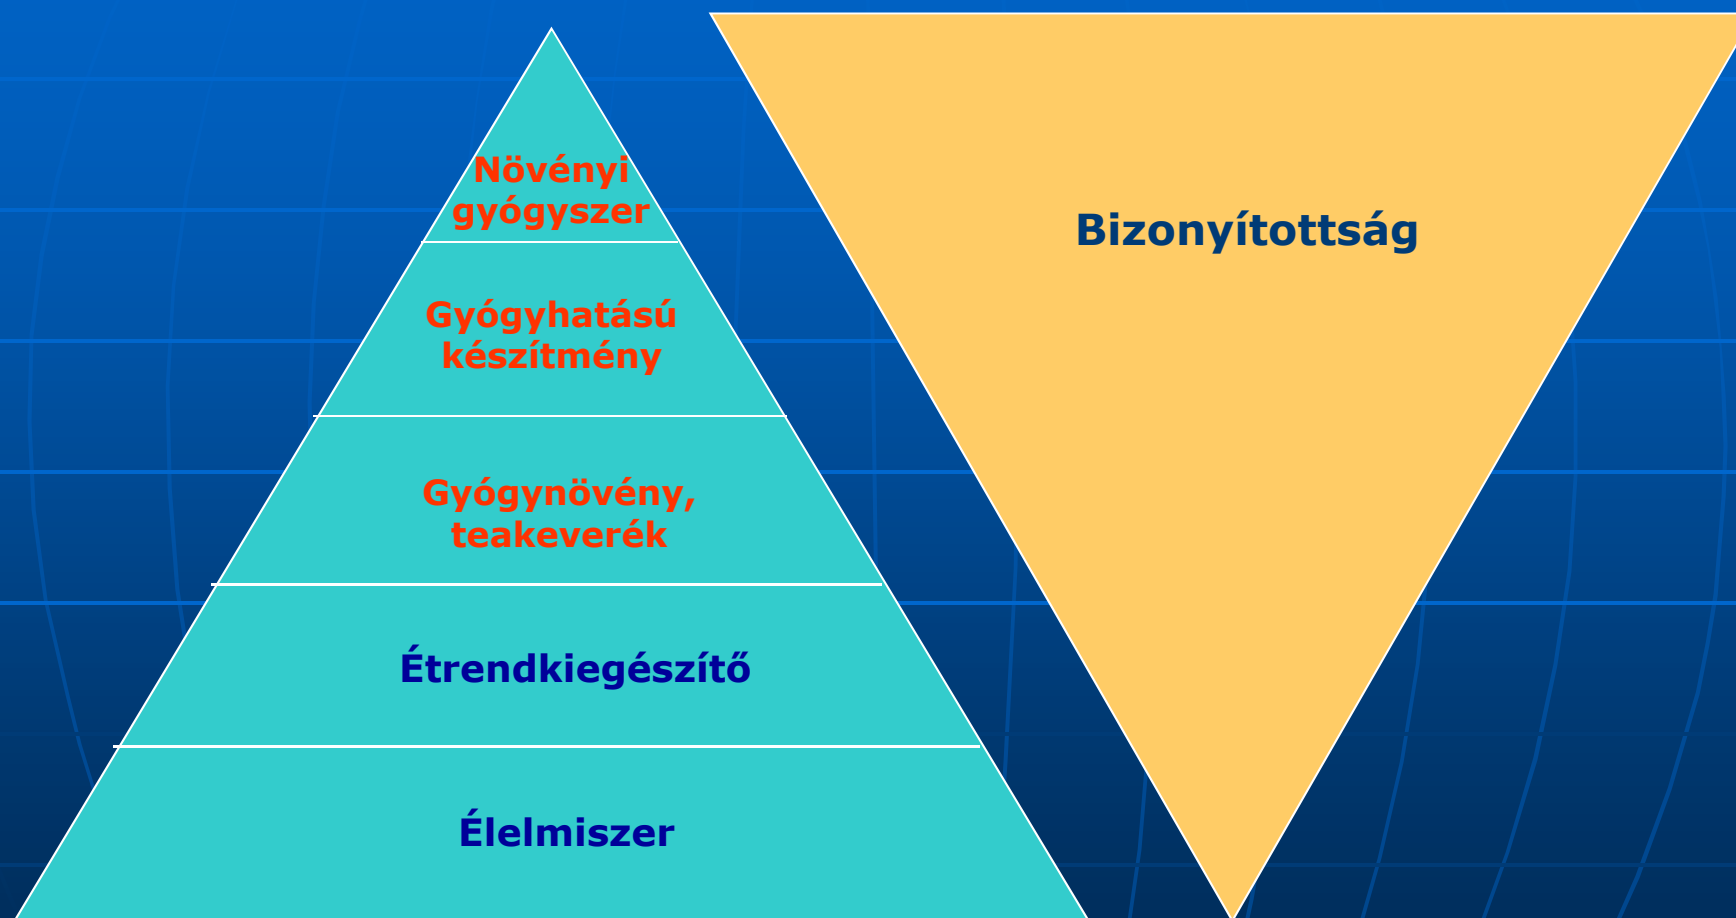 Növényi
gyógyszer
Gyógyhatású
készítmény
Gyógynövény,
teakeverék
Étrendkiegészítő
Élelmiszer
Bizonyítottság